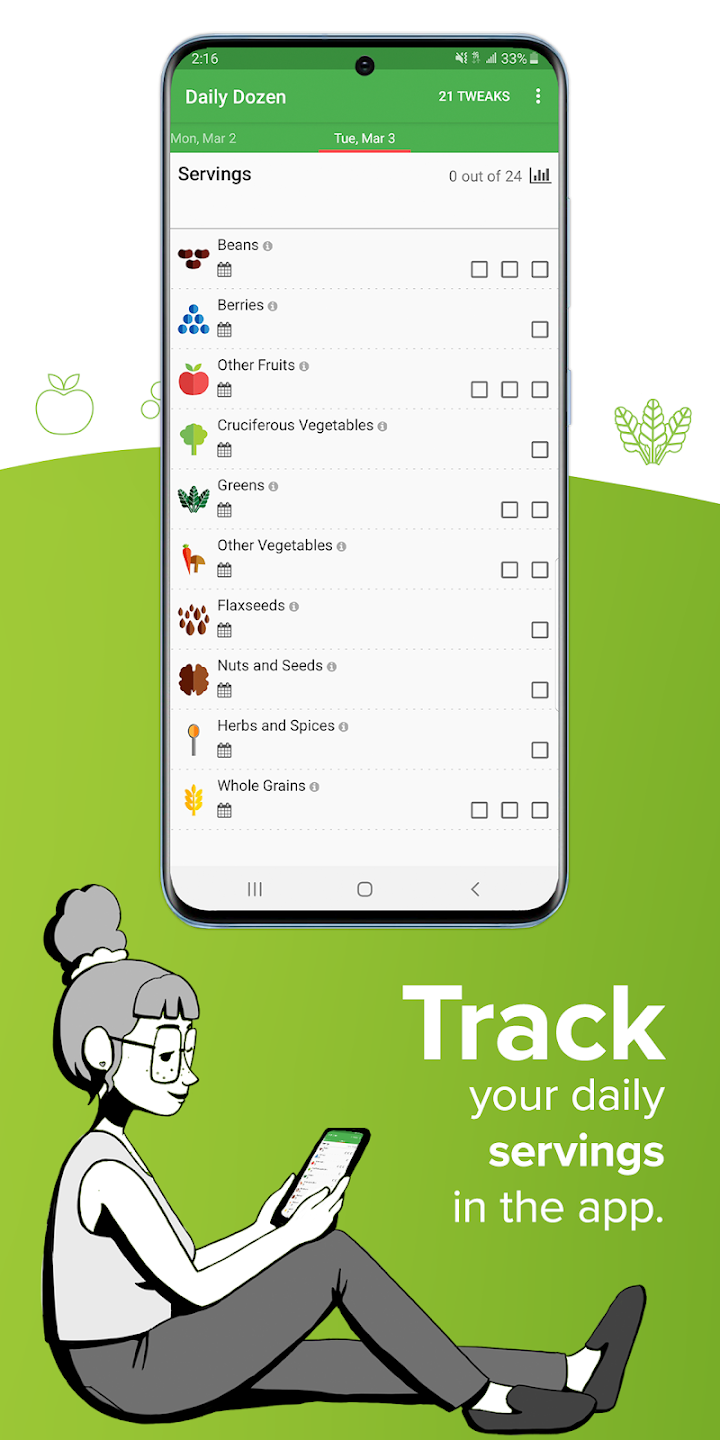 2:16 33%
Daily Dozen 21 TWEAKS
Mon, Mar 2 Tue, Mar 3
Servings 0 out of 24
Beans
Berries
Other Fruits
Cruciferous Vegetables
Greens
Other Vegetables
Flaxseeds
Nuts and Seeds
Herbs and Spices
Whole Grains
Track
your daily
servings
in the app.